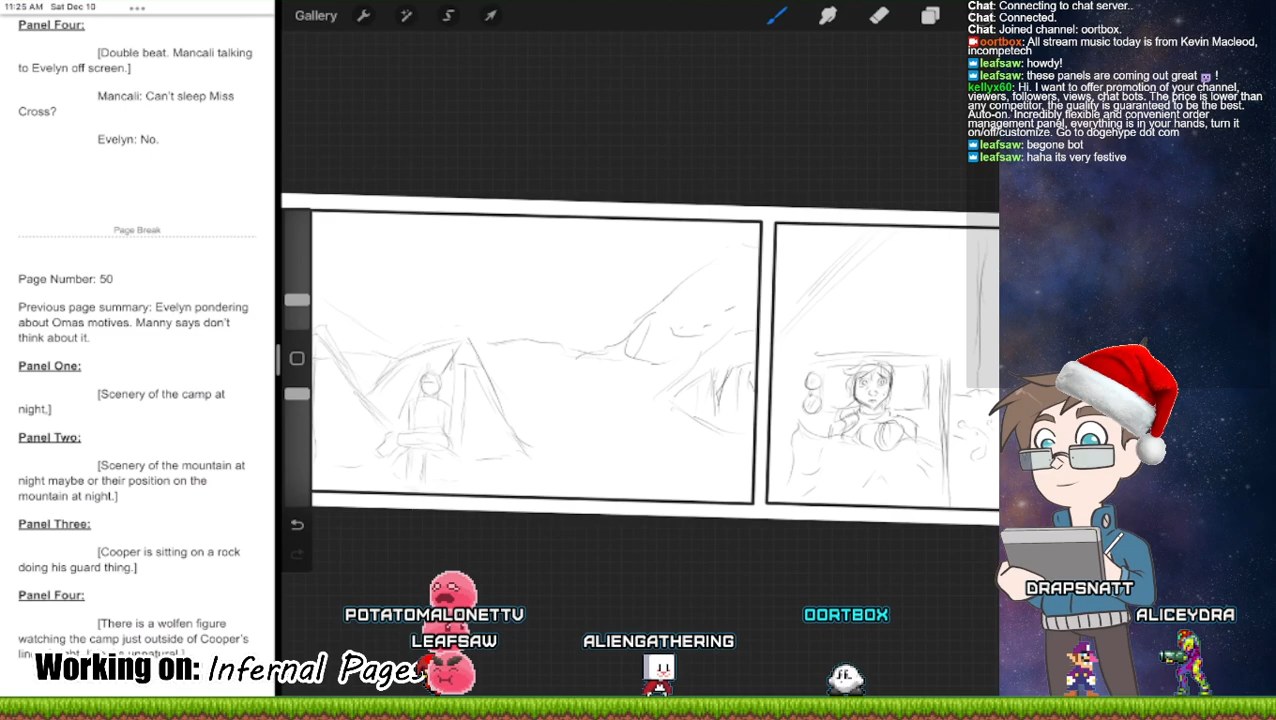 11:25 AM Sat Dec 10
Panel Four:
[Double beat. Mancali talking
to Evelyn off screen.]
Mancali: Can't sleep Miss
Cross?
Evelyn: No.
Page Break
Page Number: 50
Previous page summary: Evelyn pondering
about Omas motives. Manny says don't
think about it.
Panel One:
[Scenery of the camp at
night.]
Panel Two:
[Scenery of the mountain at
night maybe or their position on the
mountain at night.]
Panel Three:
[Cooper is sitting on a rock
doing his guard thing.]
Panel Four:
[There is a wolfen figure
watching the camp just outside of Cooper's
Working on: Infernal Pages
Gallery
Chat: Connecting to chat server..
Chat: Connected.
Chat: Joined channel: oortbox.
oortbox: All stream music today is from Kevin Macleod,
incompetech
leafsaw: howdy!
leafsaw: these panels are coming out great !
kellyx60: Hi. I want to offer promotion of your channel,
viewers, followers, views, chat bots. The price is lower than
any competitor, the quality is guaranteed to be the best.
Auto-on. Incredibly flexible and convenient order
management panel, everything is in your hands, turn it
on/off/customize. Go to dogehype dot com
leafsaw: begone bot
leafsaw: haha its very festive
POTATOMALONETTV
LEAFSAW
ALIENGATHERING
OORTBOX
DRAPSNATT
ALICEYDRA